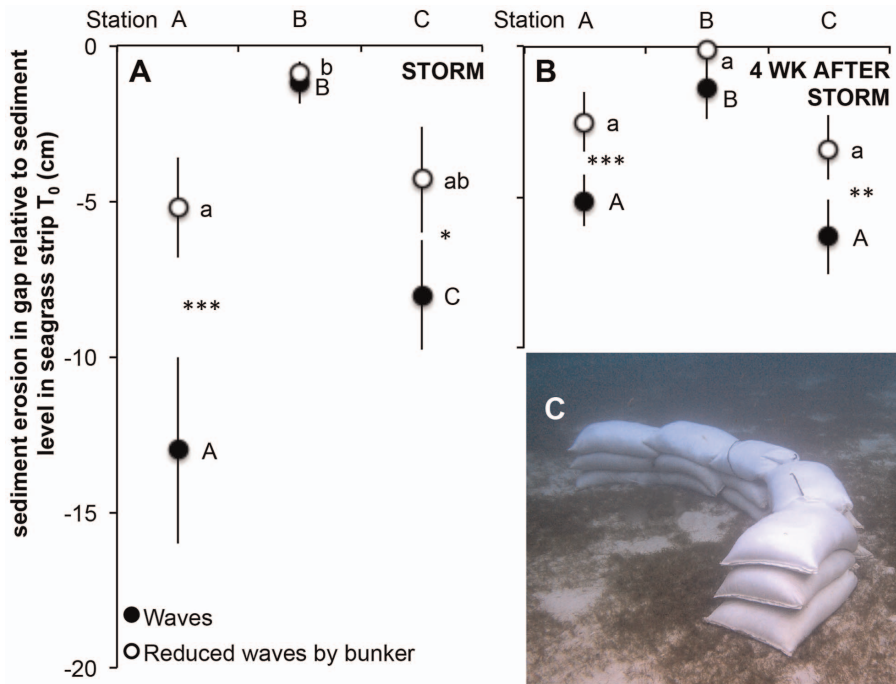 Station A B C
A
STORM
0
-5
-10
-15
-20
sediment erosion in gap relative to sediment
level in seagrass strip T0 (cm)
a
***
A
b
B
ab
*
C
Waves
Reduced waves by bunker
Station A B C
B
4 WK AFTER
STORM
a
***
A
a
B
a
**
A
C